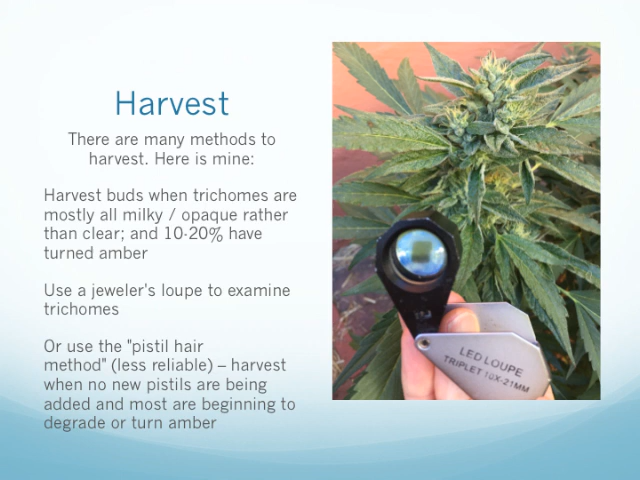 Harvest
There are many methods to
harvest. Here is mine:
Harvest buds when trichomes are
mostly all milky / opaque rather
than clear; and 10-20% have
turned amber
Use a jeweler's loupe to examine
trichomes
Or use the "pistil hair
method" (less reliable) – harvest
when no new pistils are being
added and most are beginning to
degrade or turn amber
LED LOUPE
TRIPLET 10X-21MM